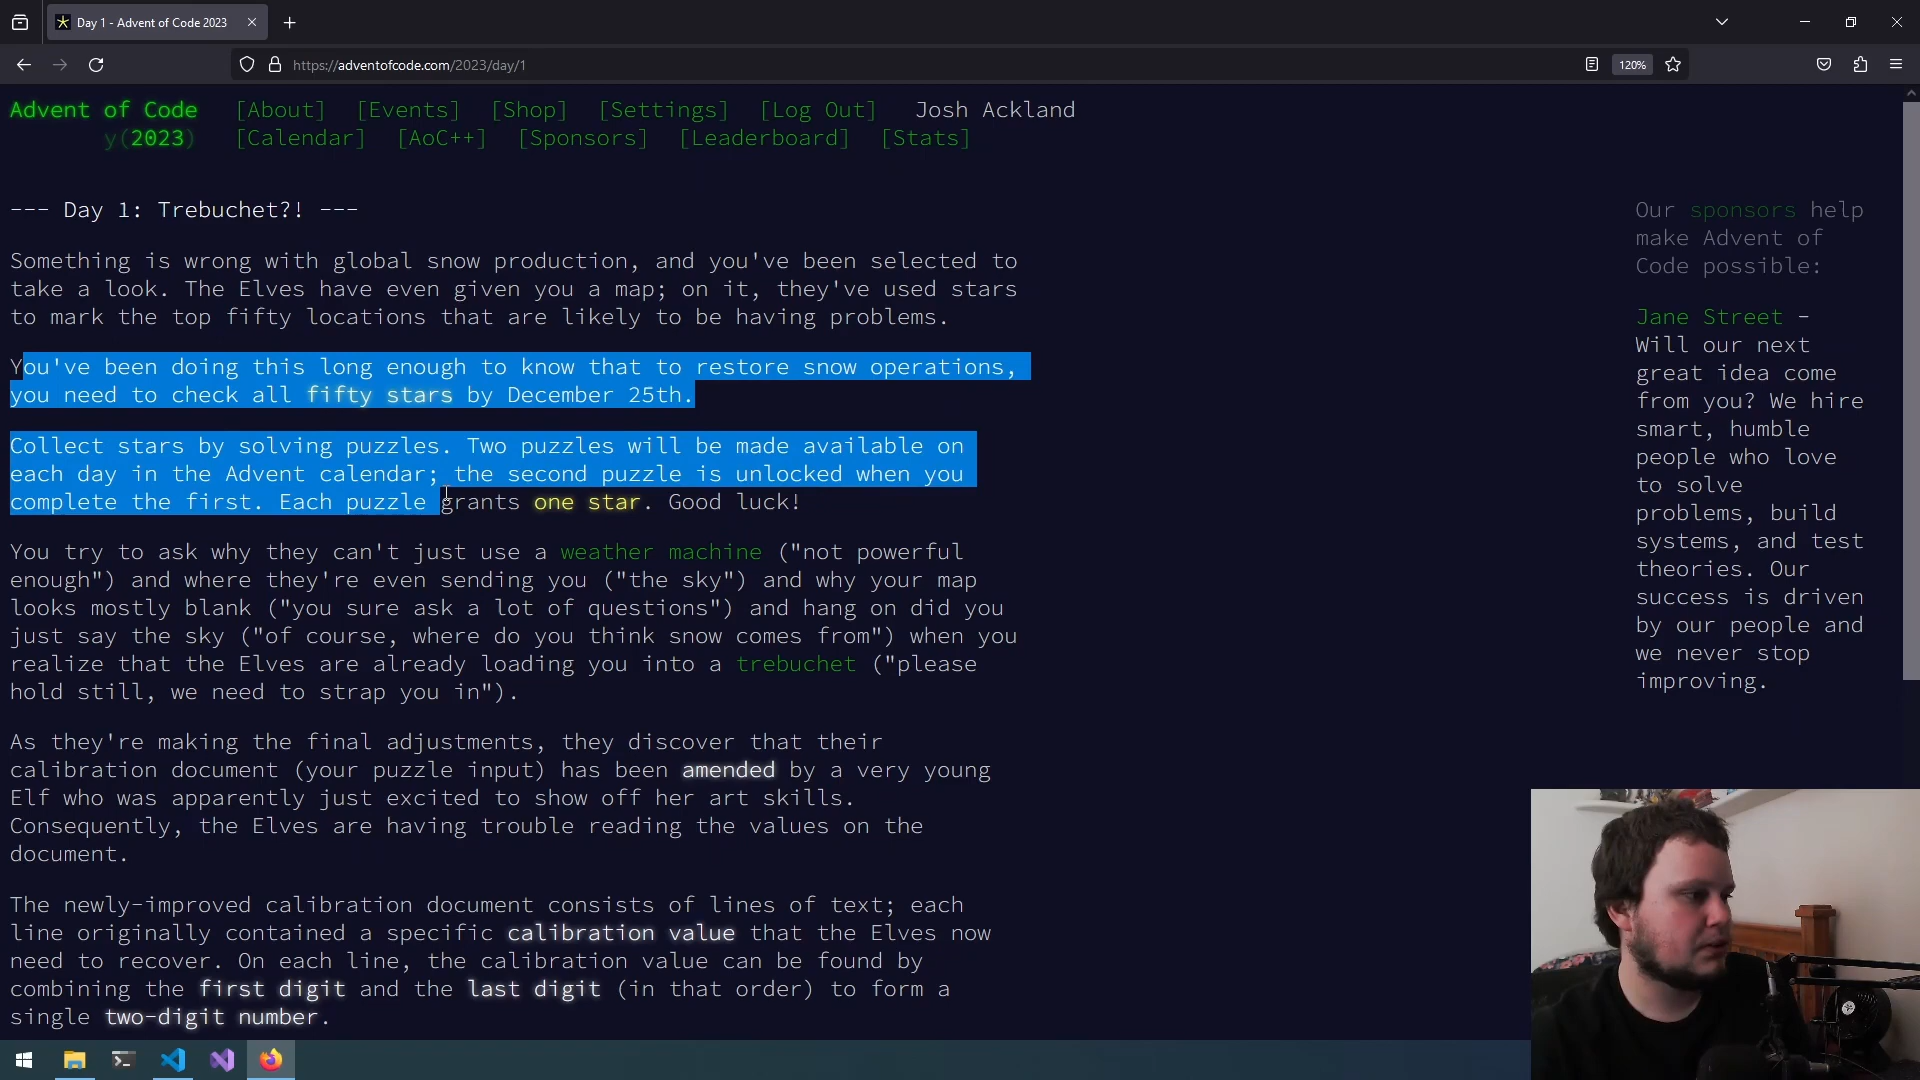 Day 1 - Advent of Code 2023
https://adventofcode.com/2023/day/1
120%
Advent of Code [About] [Events] [Shop] [Settings] [Log Out] Josh Ackland
y(2023) [Calendar] [AoC++] [Sponsors] [Leaderboard] [Stats]
--- Day 1: Trebuchet?! ---
Something is wrong with global snow production, and you've been selected to
take a look. The Elves have even given you a map; on it, they've used stars
to mark the top fifty locations that are likely to be having problems.
You've been doing this long enough to know that to restore snow operations,
you need to check all fifty stars by December 25th.
Collect stars by solving puzzles. Two puzzles will be made available on
each day in the Advent calendar; the second puzzle is unlocked when you
complete the first. Each puzzle grants one star. Good luck!
You try to ask why they can't just use a weather machine ("not powerful
enough") and where they're even sending you ("the sky") and why your map
looks mostly blank ("you sure ask a lot of questions") and hang on did you
just say the sky ("of course, where do you think snow comes from") when you
realize that the Elves are already loading you into a trebuchet ("please
hold still, we need to strap you in").
As they're making the final adjustments, they discover that their
calibration document (your puzzle input) has been amended by a very young
Elf who was apparently just excited to show off her art skills.
Consequently, the Elves are having trouble reading the values on the
document.
The newly-improved calibration document consists of lines of text; each
line originally contained a specific calibration value that the Elves now
need to recover. On each line, the calibration value can be found by
combining the first digit and the last digit (in that order) to form a
single two-digit number.
Our sponsors help
make Advent of
Code possible:
Jane Street -
Will our next
great idea come
from you? We hire
smart, humble
people who love
to solve
problems, build
systems, and test
theories. Our
success is driven
by our people and
we never stop
improving.